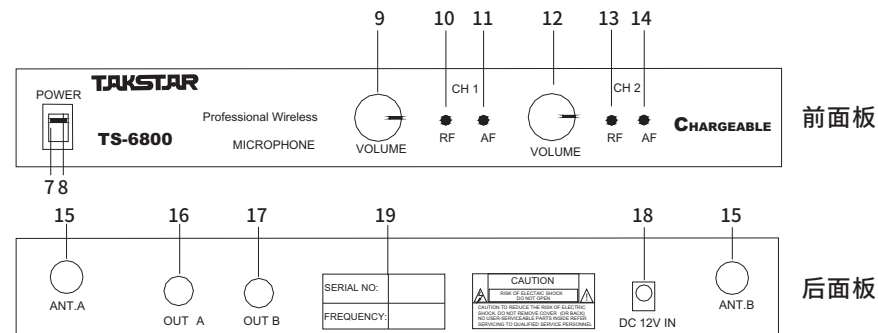 9 10 11 12 13 14
TAKSTAR
POWER
CH 1
CH 2
Professional Wireless
TS-6800
MICROPHONE
VOLUME
RF
AF
VOLUME
RF
AF
CHARGEABLE
前面板
7 8
15 16 17 19 18 15
ANT.A
OUT A
OUT B
SERIAL NO:
FREQUENCY:
CAUTION
RISK OF ELECTAIC SHOCK
DO NOT OPEN
CAUTION TO REDUCE THE RISK OF ELECTRIC
SHOCK. DO NOT REMOVE COVER (OR BACK)
NO USER-SERVICEABLE PARTS INSIDE REFER
SERVICING TO QUALIFIED SERVICE PERSONNEL
DC 12V IN
ANT.B
后面板